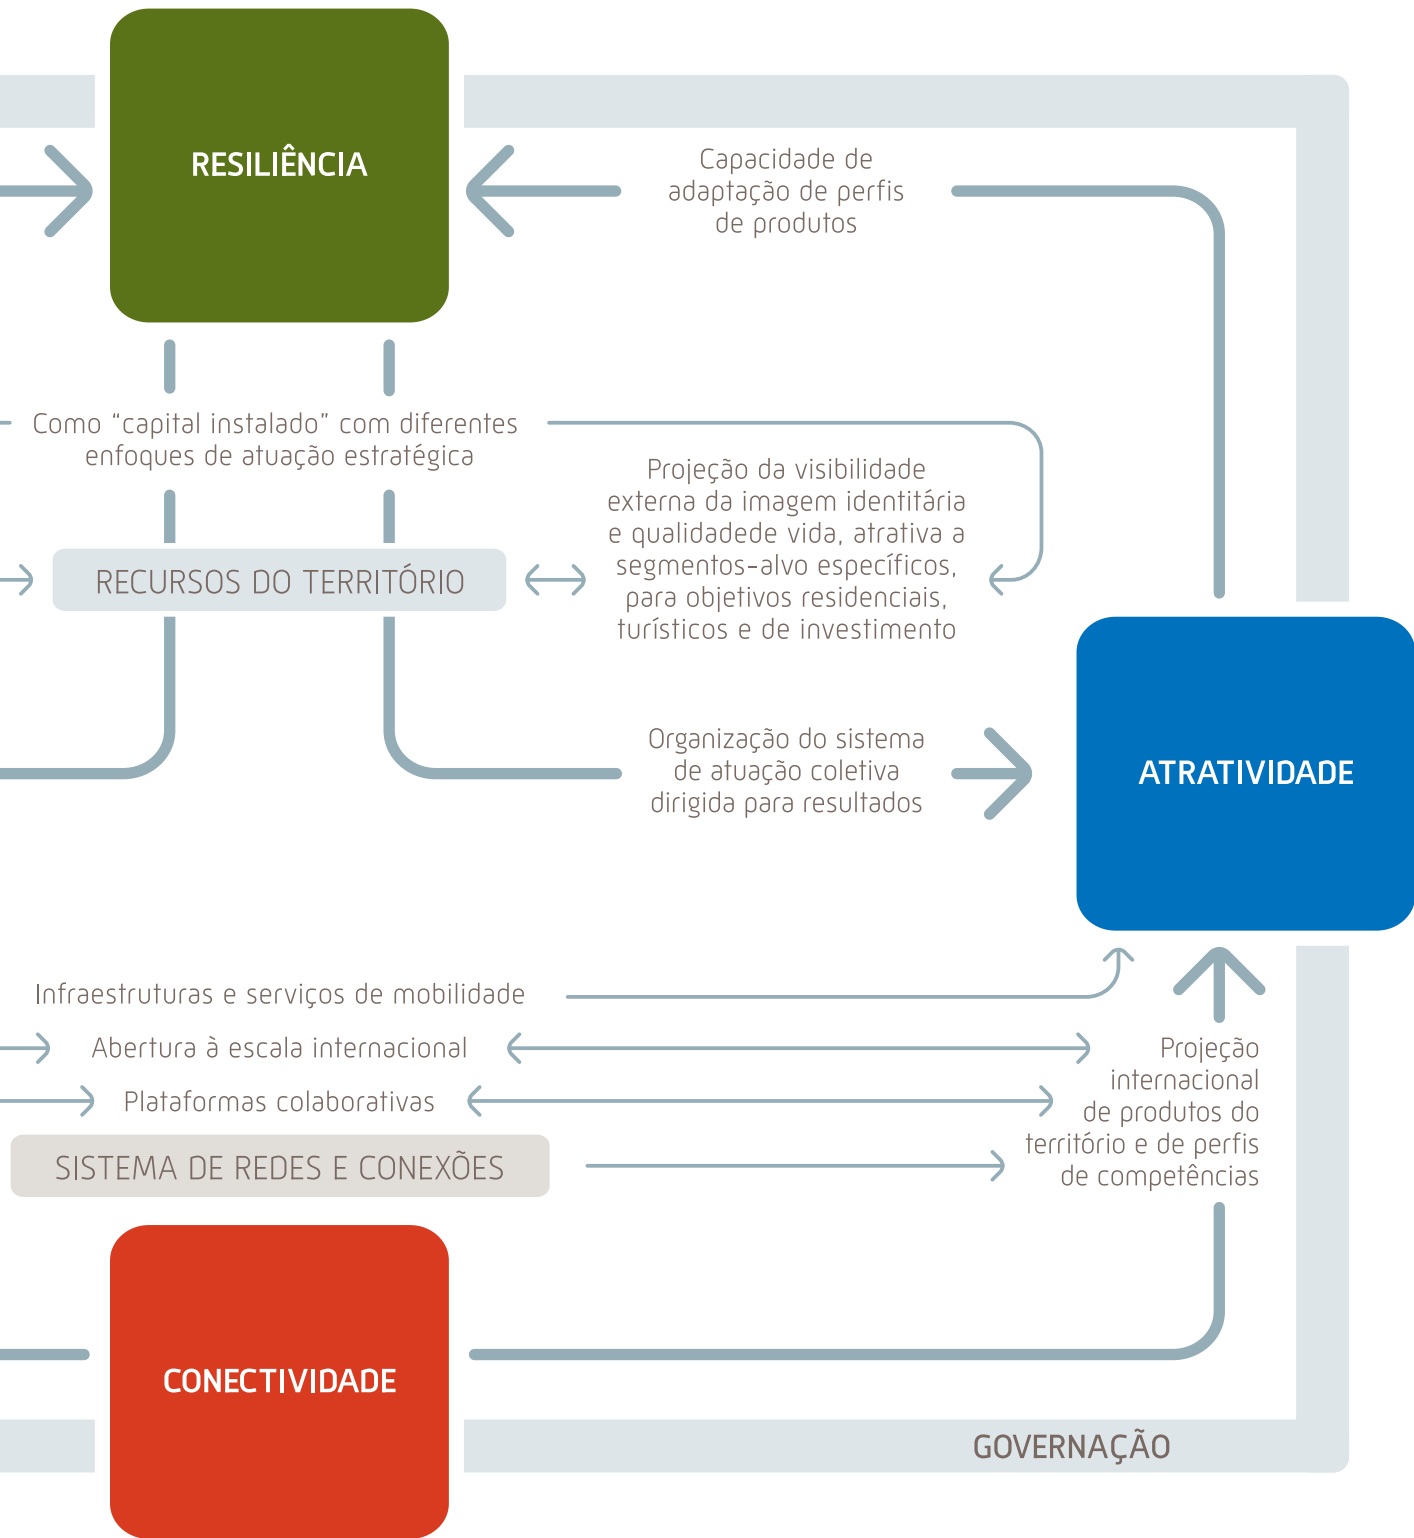 RESILIÊNCIA
Capacidade de
adaptação de perfis
de produtos
Como “capital instalado” com diferentes
enfoques de atuação estratégica
Projeção da visibilidade
externa da imagem identitária
e qualidadede vida, atrativa a
segmentos-alvo específicos,
para objetivos residenciais,
turísticos e de investimento
RECURSOS DO TERRITÓRIO
Organização do sistema
de atuação coletiva
dirigida para resultados
ATRATIVIDADE
Infraestruturas e serviços de mobilidade
Abertura à escala internacional
Plataformas colaborativas
SISTEMA DE REDES E CONEXÕES
Projeção
internacional
de produtos do
território e de perfis
de competências
CONECTIVIDADE
GOVERNAÇÃO